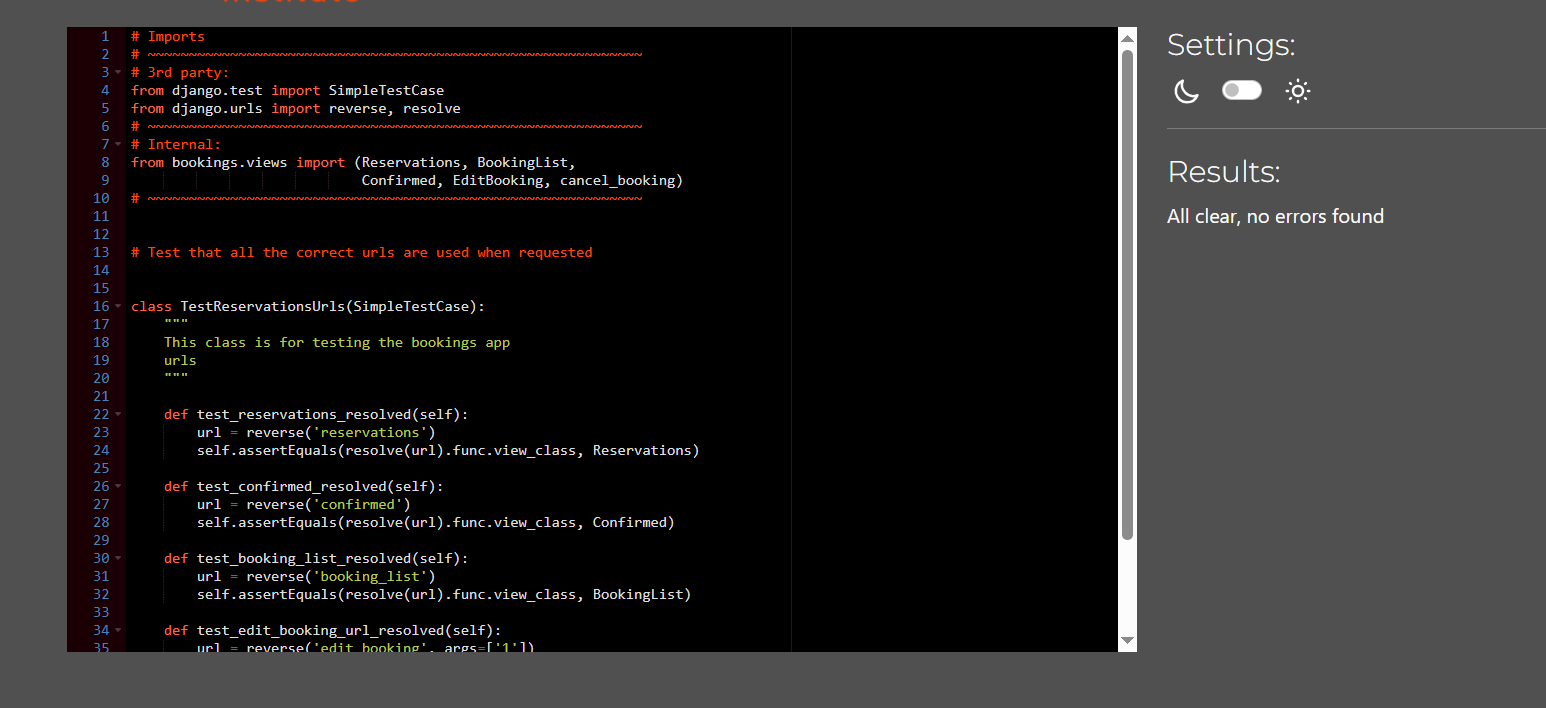 1 # Imports
2 # ~~~~~~~~~~~~~~~~~~~~~~~~~~~~~~~~~~~~~~~~~~~~~~~~~~~~~~~~~~~~
3 # 3rd party:
4 from django.test import SimpleTestCase
5 from django.urls import reverse, resolve
6 # ~~~~~~~~~~~~~~~~~~~~~~~~~~~~~~~~~~~~~~~~~~~~~~~~~~~~~~~~~~~~
7 # Internal:
8 from bookings.views import (Reservations, BookingList,
9                             Confirmed, EditBooking, cancel_booking)
10 # ~~~~~~~~~~~~~~~~~~~~~~~~~~~~~~~~~~~~~~~~~~~~~~~~~~~~~~~~~~~~
11
12
13 # Test that all the correct urls are used when requested
14
15
16 class TestReservationsUrls(SimpleTestCase):
17     """
18     This class is for testing the bookings app
19     urls
20     """
21
22     def test_reservations_resolved(self):
23         url = reverse('reservations')
24         self.assertEquals(resolve(url).func.view_class, Reservations)
25
26     def test_confirmed_resolved(self):
27         url = reverse('confirmed')
28         self.assertEquals(resolve(url).func.view_class, Confirmed)
29
30     def test_booking_list_resolved(self):
31         url = reverse('booking_list')
32         self.assertEquals(resolve(url).func.view_class, BookingList)
33
34     def test_edit_booking_url_resolved(self):
35         url = reverse('edit_booking', args=['1'])
Settings:
Results:
All clear, no errors found